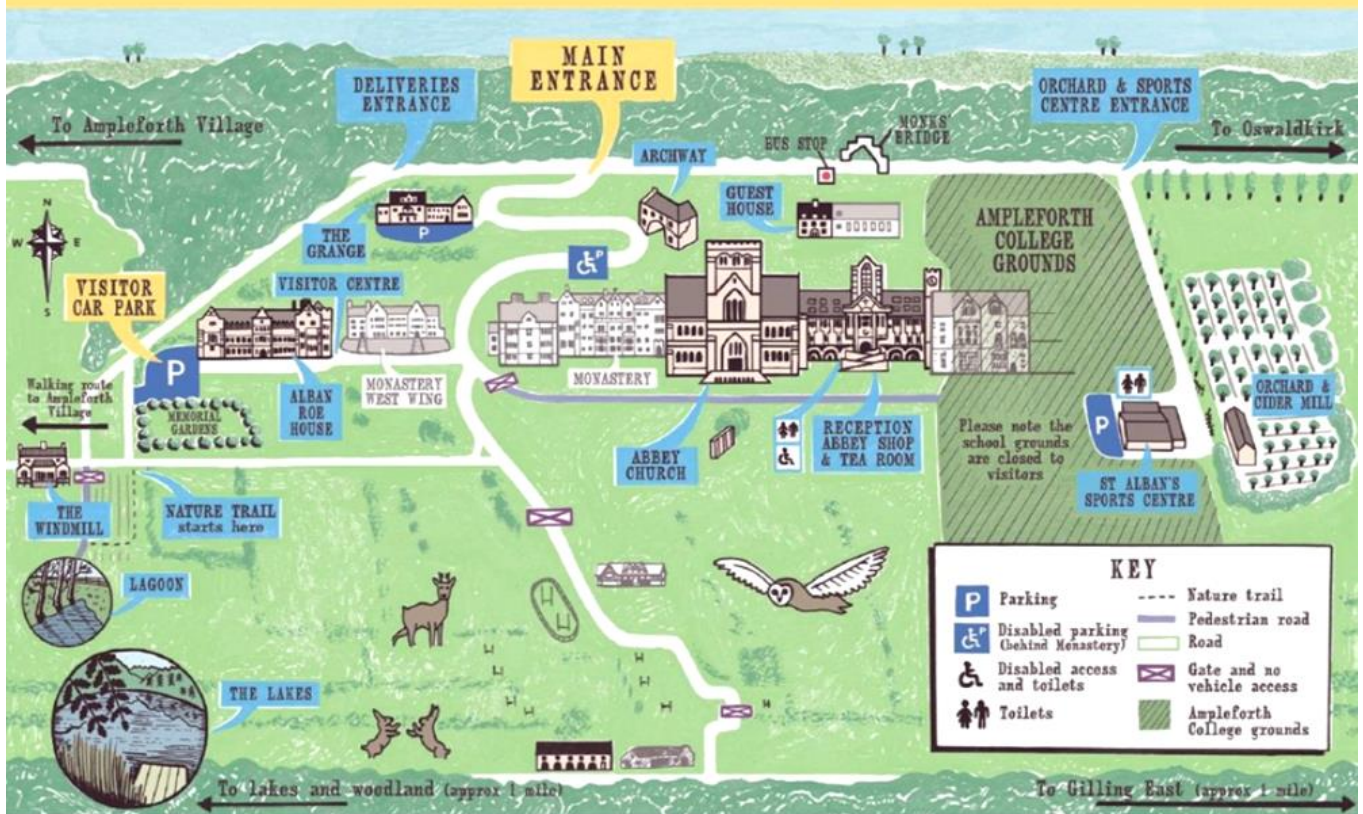 MAIN
ENTRANCE
DELIVERIES
ENTRANCE
ORCHARD & SPORTS
CENTRE ENTRANCE
To Ampleforth Village
To Oswaldkirk
MONKS'
BRIDGE
BUS STOP
ARCHWAY
GUEST
HOUSE
THE
GRANGE
P
P
AMPLEFORTH
COLLEGE
GROUNDS
N
W E
S
VISITOR
CAR PARK
VISITOR CENTRE
P
Walking route
to Ampleforth
Village
MEMORIAL
GARDENS
ALBAN
ROE
HOUSE
MONASTERY
WEST WING
MONASTERY
ABBEY
CHURCH
RECEPTION
ABBEY SHOP
& TEA ROOM
Please note the
school grounds
are closed to
visitors
P
ORCHARD &
CIDER MILL
ST ALBAN'S
SPORTS CENTRE
THE
WINDMILL
NATURE TRAIL
starts here
LAGOON
THE LAKES
KEY
P Parking
P Disabled parking
(behind Monastery)
Disabled access
and toilets
Toilets
Nature trail
Pedestrian road
Road
Gate and no
vehicle access
Ampleforth
College grounds
To lakes and woodland (approx 1 mile)
To Gilling East (approx 1 mile)